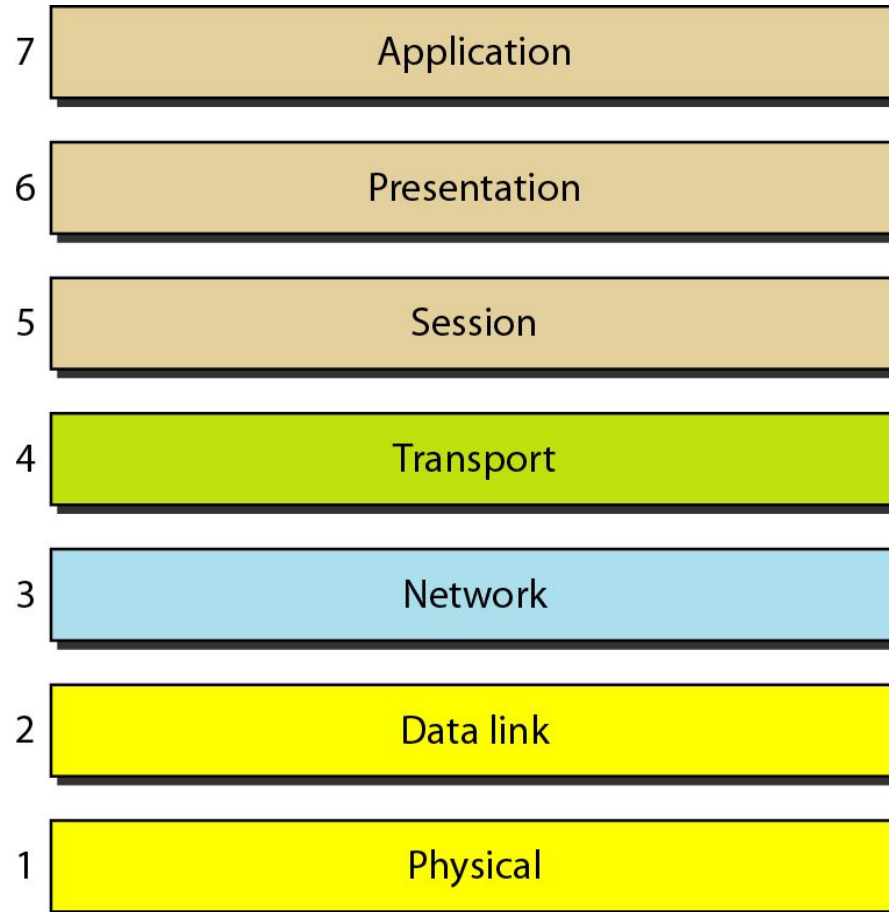 7 Application
6 Presentation
5 Session
4 Transport
3 Network
2 Data link
1 Physical